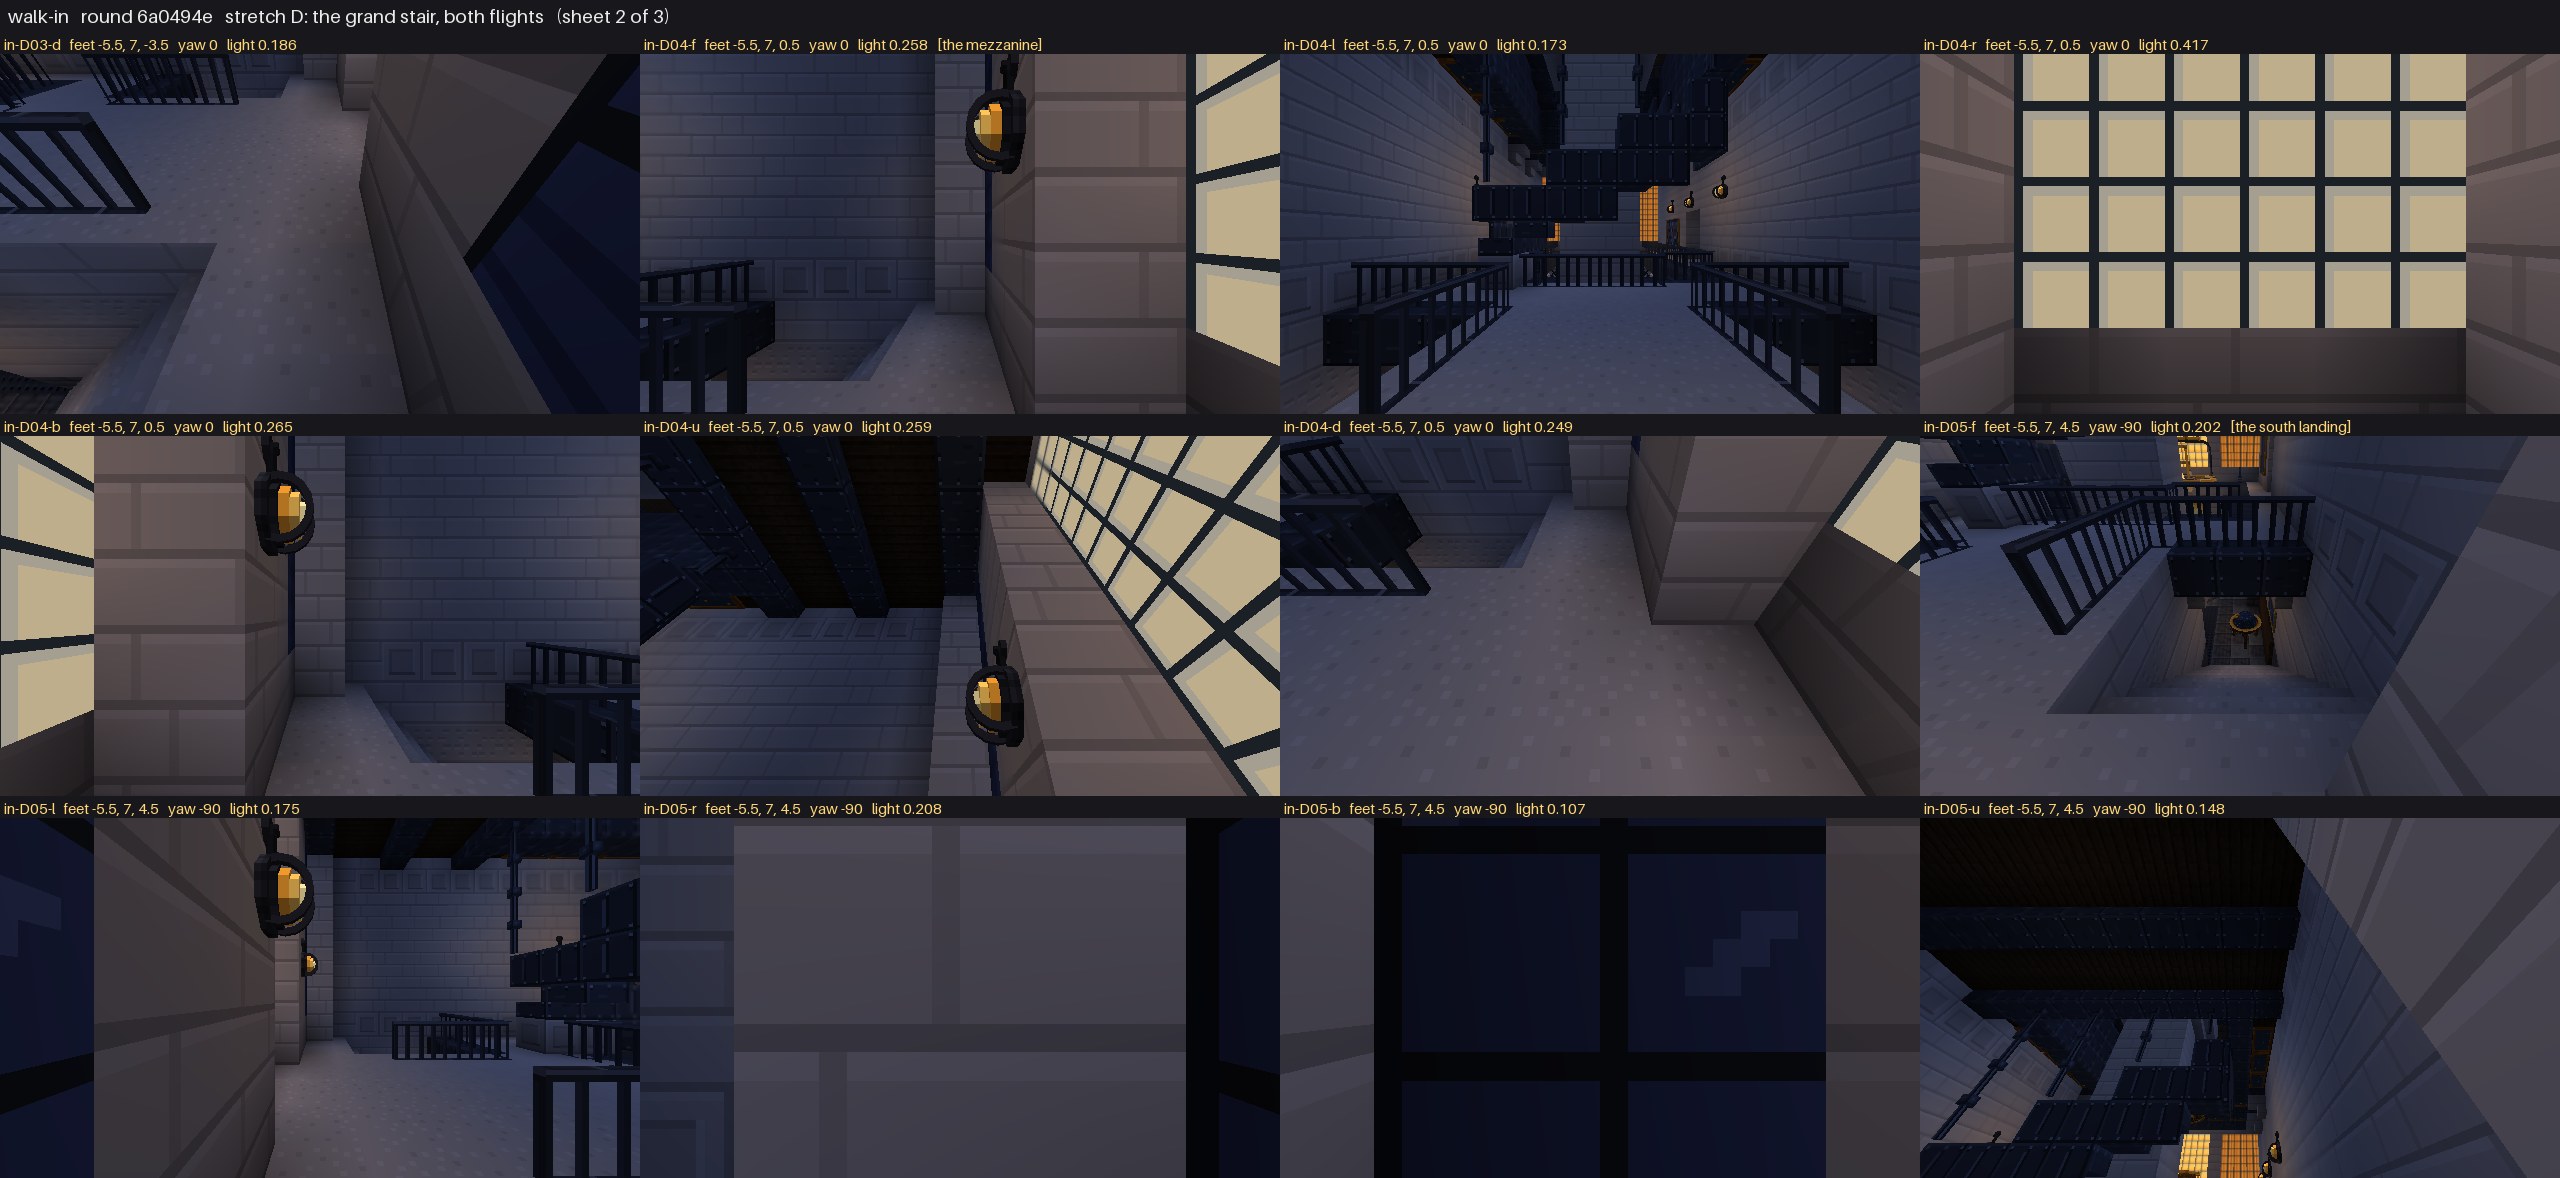 walk-in round 6a0494e stretch D: the grand stair, both flights (sheet 2 of 3)
in-D03-d feet -5.5, 7, -3.5 yaw 0 light 0.186
in-D04-f feet -5.5, 7, 0.5 yaw 0 light 0.258 [the mezzanine]
in-D04-l feet -5.5, 7, 0.5 yaw 0 light 0.173
in-D04-r feet -5.5, 7, 0.5 yaw 0 light 0.417
in-D04-b feet -5.5, 7, 0.5 yaw 0 light 0.265
in-D04-u feet -5.5, 7, 0.5 yaw 0 light 0.259
in-D04-d feet -5.5, 7, 0.5 yaw 0 light 0.249
in-D05-f feet -5.5, 7, 4.5 yaw -90 light 0.202 [the south landing]
in-D05-l feet -5.5, 7, 4.5 yaw -90 light 0.175
in-D05-r feet -5.5, 7, 4.5 yaw -90 light 0.208
in-D05-b feet -5.5, 7, 4.5 yaw -90 light 0.107
in-D05-u feet -5.5, 7, 4.5 yaw -90 light 0.148